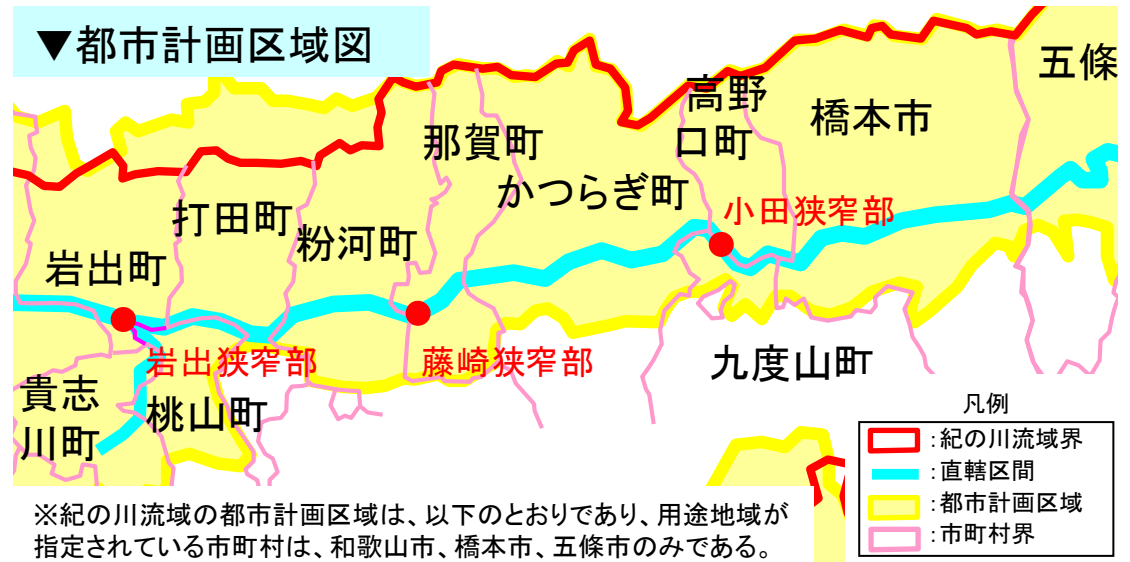 ▼都市計画区域図
五條
高野
口町
橋本市
那賀町
かつらぎ町
小田狭窄部
打田町
粉河町
岩出町
岩出狭窄部
藤崎狭窄部
九度山町
貴志
川町
桃山町
凡例
:紀の川流域界
:直轄区間
:都市計画区域
:市町村界
※紀の川流域の都市計画区域は、以下のとおりであり、用途地域が
指定されている市町村は、和歌山市、橋本市、五條市のみである。